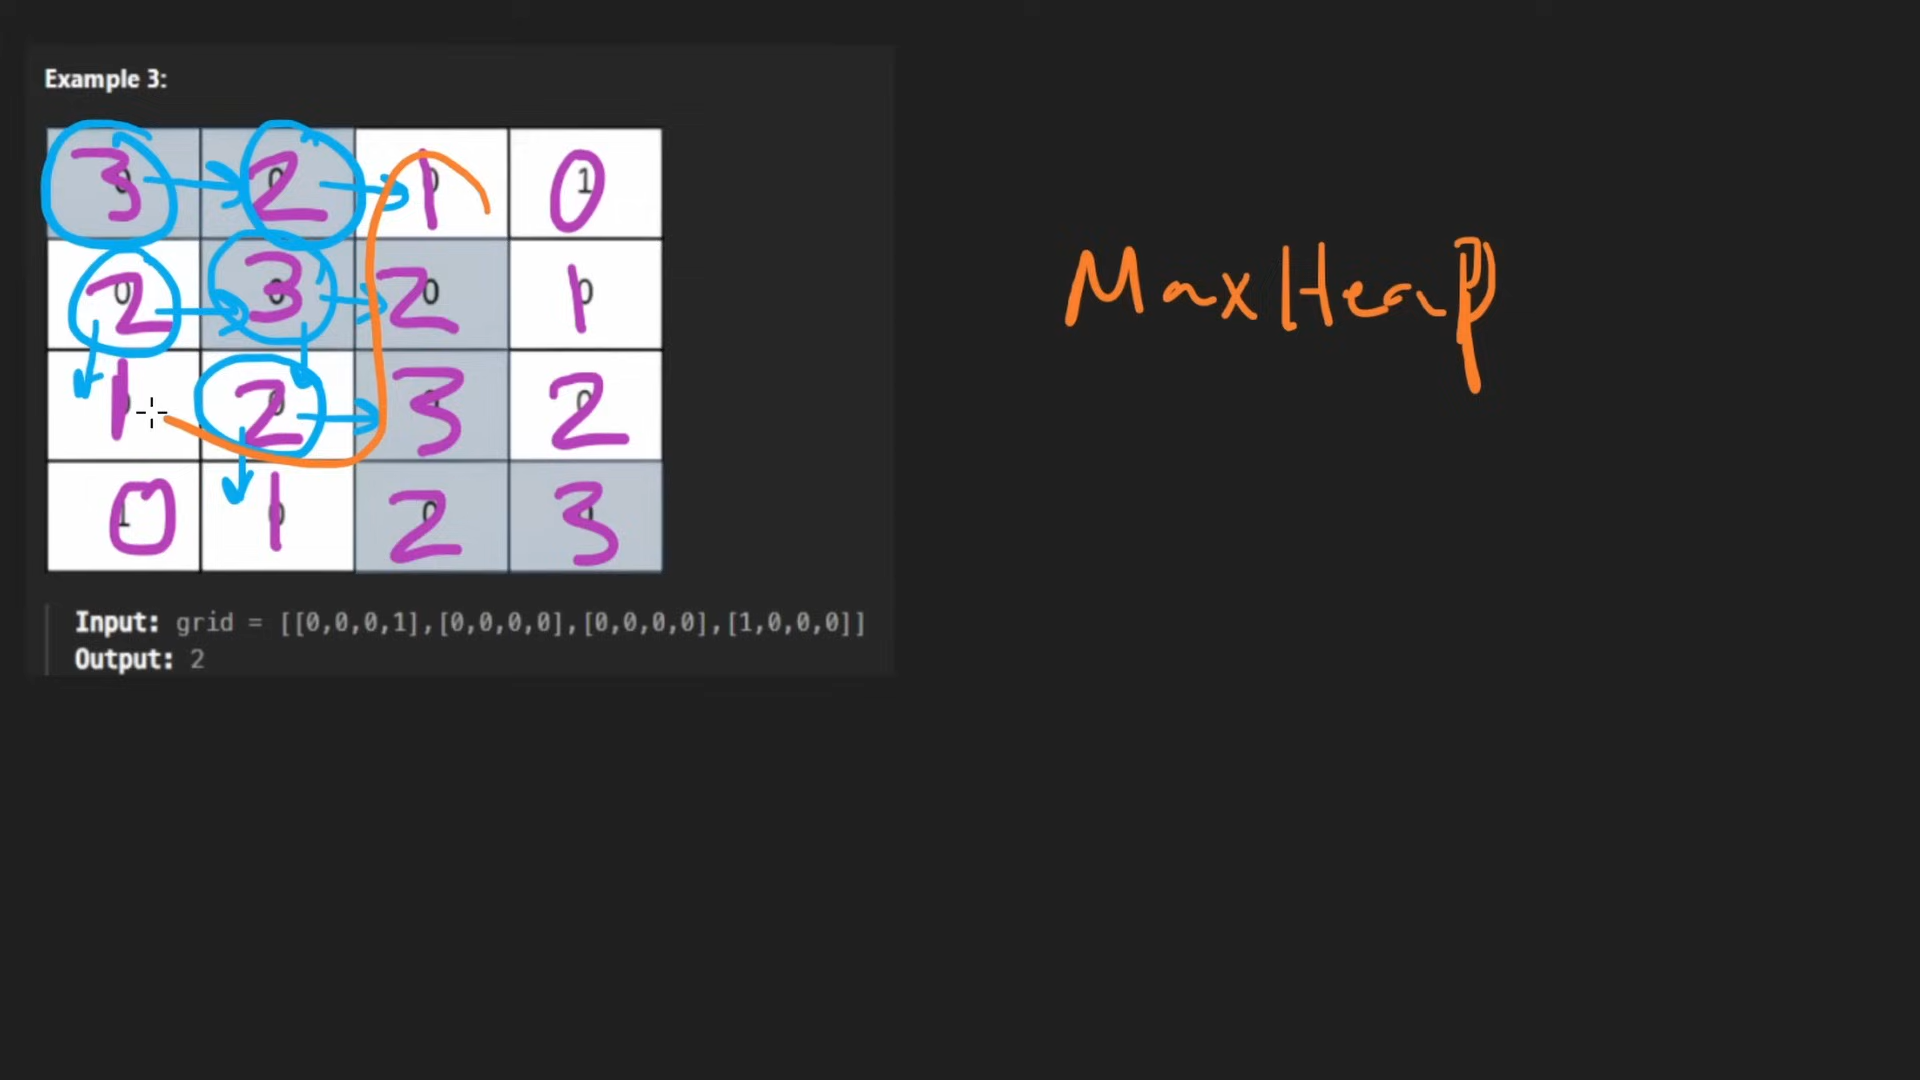 Example 3:
3 2 1 0
2 3 2 1
1 2 3 2
0 1 2 3
MaxHeap
Input: grid = [[0,0,0,1],[0,0,0,0],[0,0,0,0],[1,0,0,0]]
Output: 2